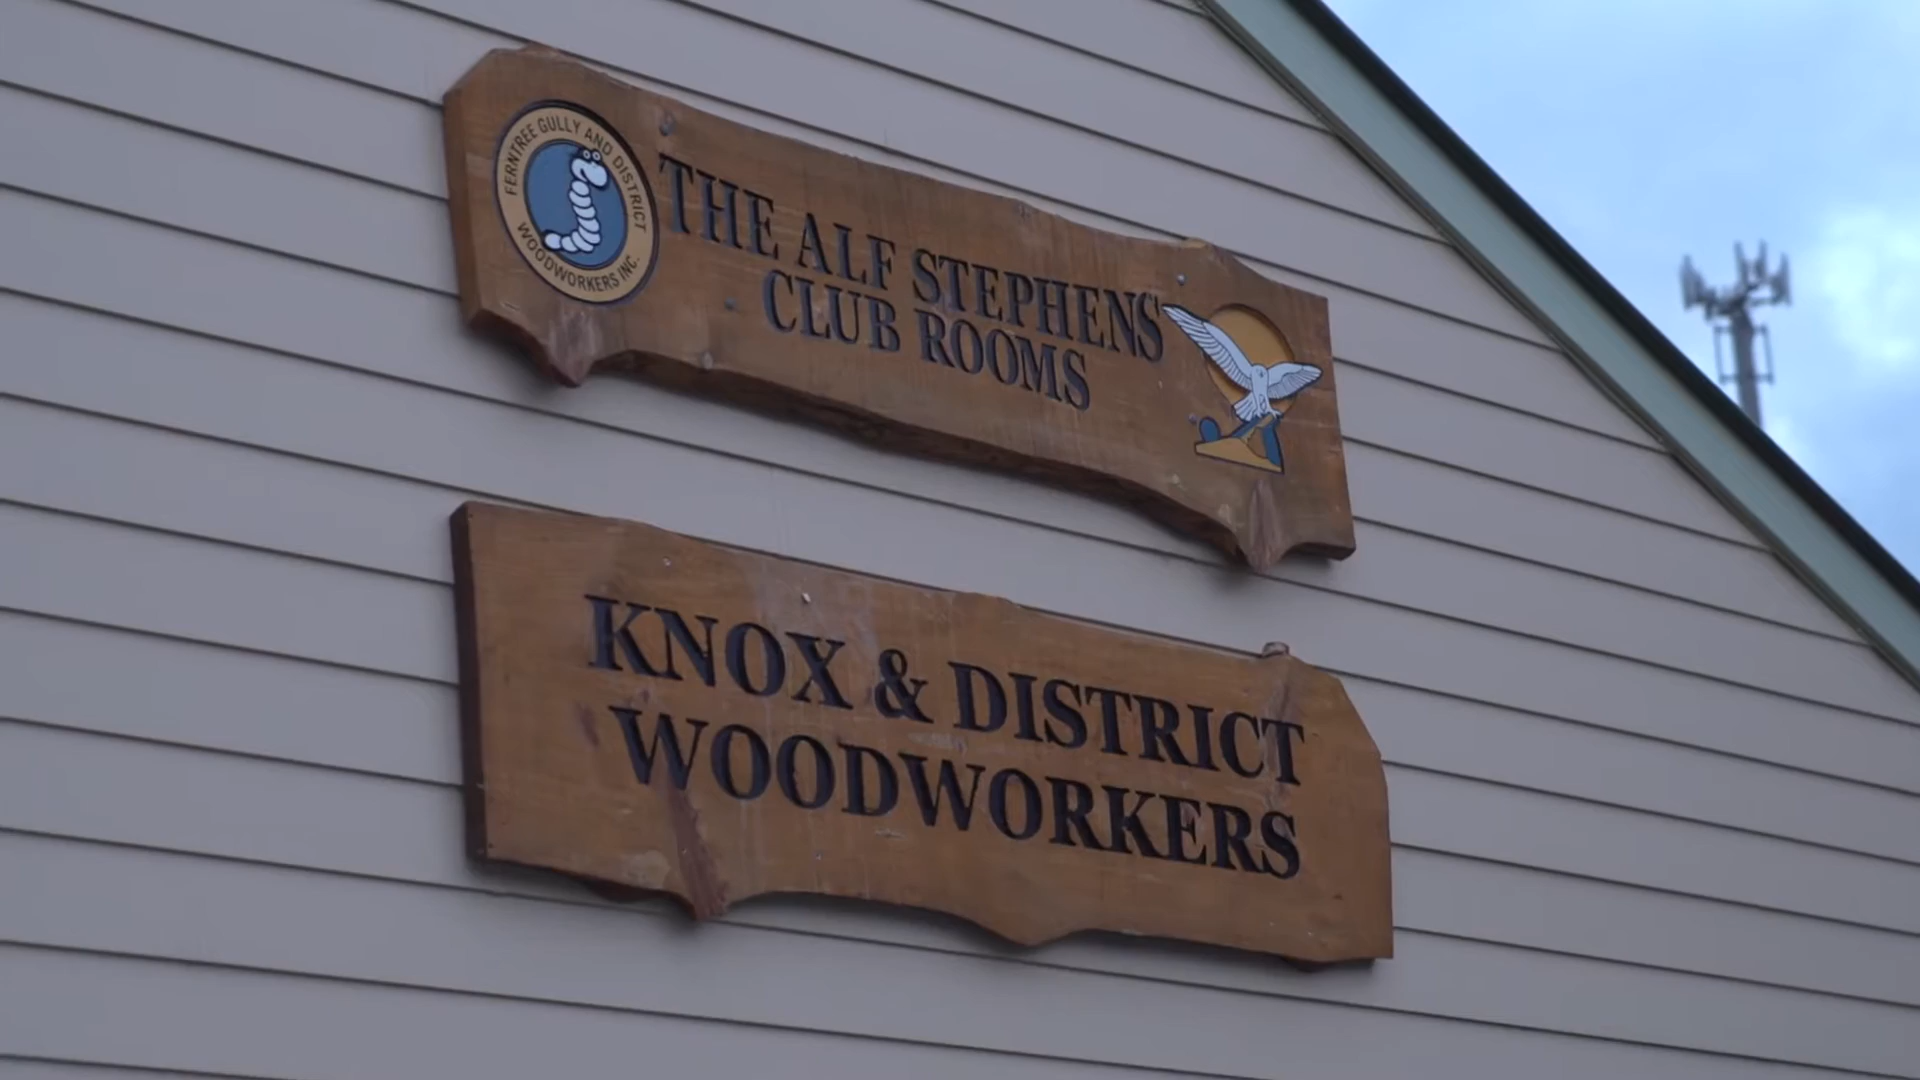 FERNTREE GULLY AND DISTRICT
WOODWORKERS INC.
THE ALF STEPHENS
CLUB ROOMS
KNOX & DISTRICT
WOODWORKERS